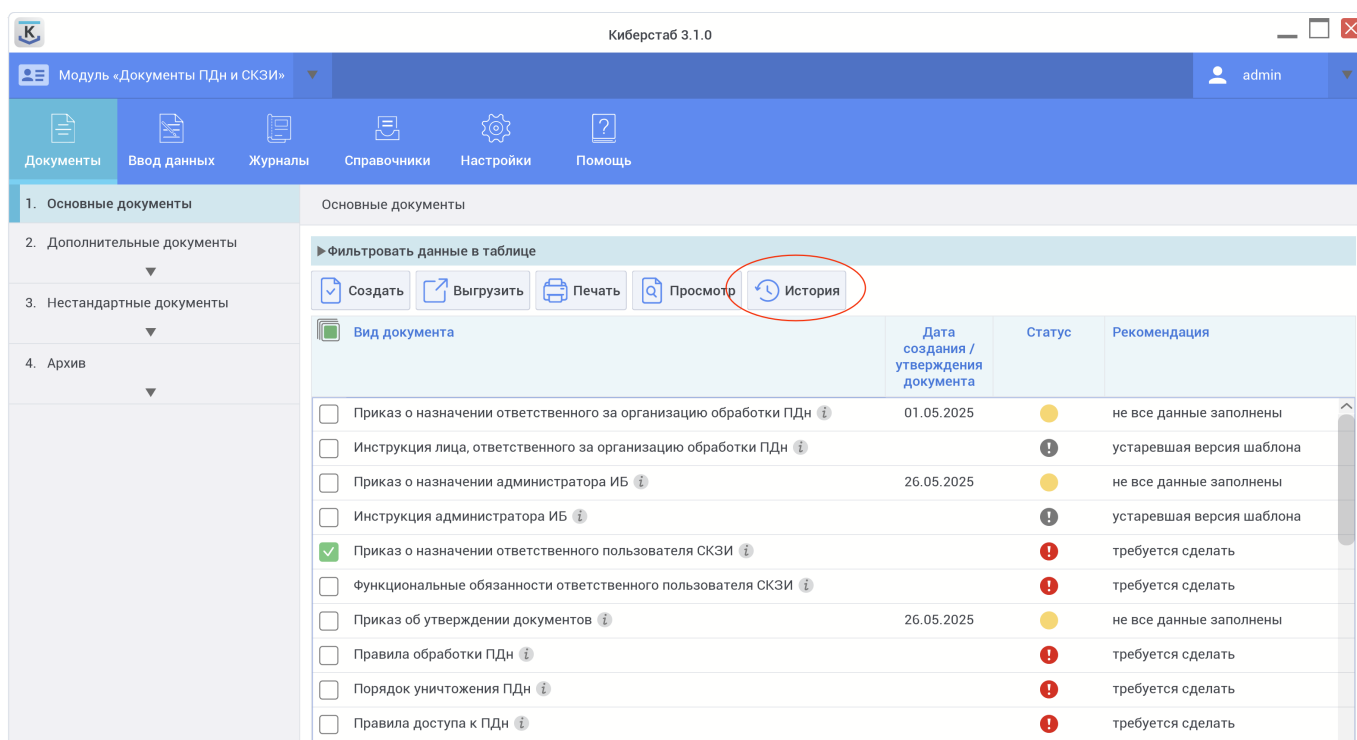 Киберстаб 3.1.0
Модуль «Документы ПДн и СКЗИ»
admin
Документы
Ввод данных
Журналы
Справочники
Настройки
Помощь
1. Основные документы
2. Дополнительные документы
3. Нестандартные документы
4. Архив
Основные документы
Фильтровать данные в таблице
Создать
Выгрузить
Печать
Просмотр
История
Вид документа
Дата
создания /
утверждения
документа
Статус
Рекомендация
Приказ о назначении ответственного за организацию обработки ПДн i 01.05.2025 не все данные заполнены
Инструкция лица, ответственного за организацию обработки ПДн i ! устаревшая версия шаблона
Приказ о назначении администратора ИБ i 26.05.2025 не все данные заполнены
Инструкция администратора ИБ i ! устаревшая версия шаблона
Приказ о назначении ответственного пользователя СКЗИ i ! требуется сделать
Функциональные обязанности ответственного пользователя СКЗИ i ! требуется сделать
Приказ об утверждении документов i 26.05.2025 не все данные заполнены
Правила обработки ПДн i ! требуется сделать
Порядок уничтожения ПДн i ! требуется сделать
Правила доступа к ПДн i ! требуется сделать